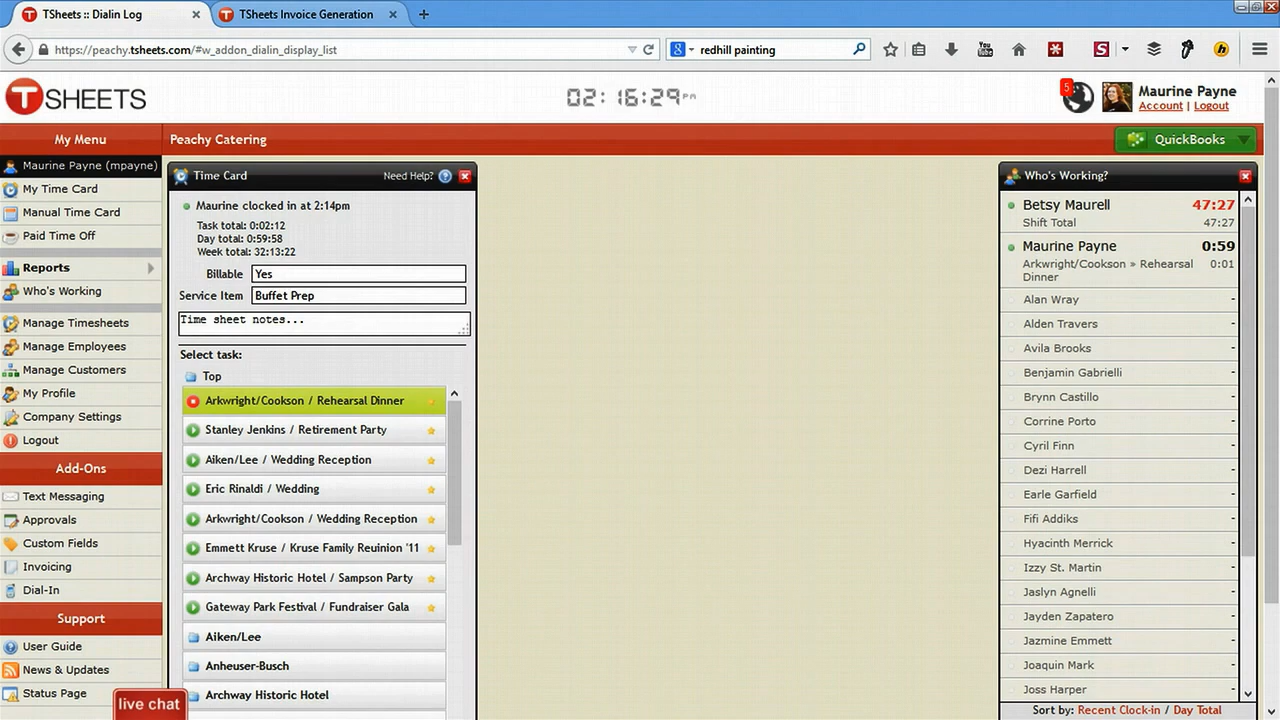 TSheets :: Dialin Log
TSheets Invoice Generation
https://peachy.tsheets.com/#w_addon_dialin_display_list
redhill painting
T SHEETS
02:16:29 PM
5
Maurine Payne
Account | Logout
My Menu
Peachy Catering
QuickBooks
Maurine Payne (mpayne)
My Time Card
Manual Time Card
Paid Time Off
Reports
Who's Working
Manage Timesheets
Manage Employees
Manage Customers
My Profile
Company Settings
Logout
Add-Ons
Text Messaging
Approvals
Custom Fields
Invoicing
Dial-In
Support
User Guide
News & Updates
Status Page
live chat
Time Card
Need Help?
Maurine clocked in at 2:14pm
Task total: 0:02:12
Day total: 0:59:58
Week total: 32:13:22
Billable Yes
Service Item Buffet Prep
Time sheet notes...
Select task:
Top
Arkwright/Cookson / Rehearsal Dinner
Stanley Jenkins / Retirement Party
Aiken/Lee / Wedding Reception
Eric Rinaldi / Wedding
Arkwright/Cookson / Wedding Reception
Emmett Kruse / Kruse Family Reuinion '11
Archway Historic Hotel / Sampson Party
Gateway Park Festival / Fundraiser Gala
Aiken/Lee
Anheuser-Busch
Archway Historic Hotel
Who's Working?
Betsy Maurell 47:27
Shift Total 47:27
Maurine Payne 0:59
Arkwright/Cookson » Rehearsal 0:01
Dinner
Alan Wray -
Alden Travers -
Avila Brooks -
Benjamin Gabrielli -
Brynn Castillo -
Corrine Porto -
Cyril Finn -
Dezi Harrell -
Earle Garfield -
Fifi Addiks -
Hyacinth Merrick -
Izzy St. Martin -
Jaslyn Agnelli -
Jayden Zapatero -
Jazmine Emmett -
Joaquin Mark -
Joss Harper -
Sort by: Recent Clock-in / Day Total